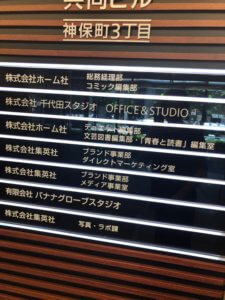 共同ビル
神保町3丁目
株式会社ホーム社 総務経理部
コミック編集部
株式会社 千代田スタジオ OFFICE&STUDIO
株式会社ホーム社 編集部
文芸図書編集部・「青春と読書」編集室
株式会社集英社 ブランド事業部
ダイレクトマーケティング室
株式会社集英社 ブランド事業部
メディア事業室
有限会社 バナナグローブスタジオ
株式会社集英社 写真・ラボ課